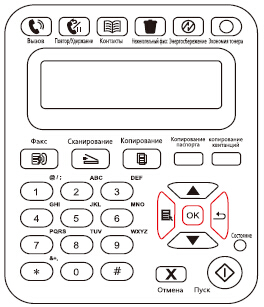 Вызов Повтор/Удержание Контакты Нежелательный факс Энергосбережение Экономия тонера
Факс Сканирование Копирование Копирование паспорта копирование квитанций
@/: ABC DEF
1 2 3
GHI JKL MNO
4 5 6
OK
PQRS TUV WXYZ
7 8 9
Состояние
&+,
* 0 #
X
Отмена Пуск